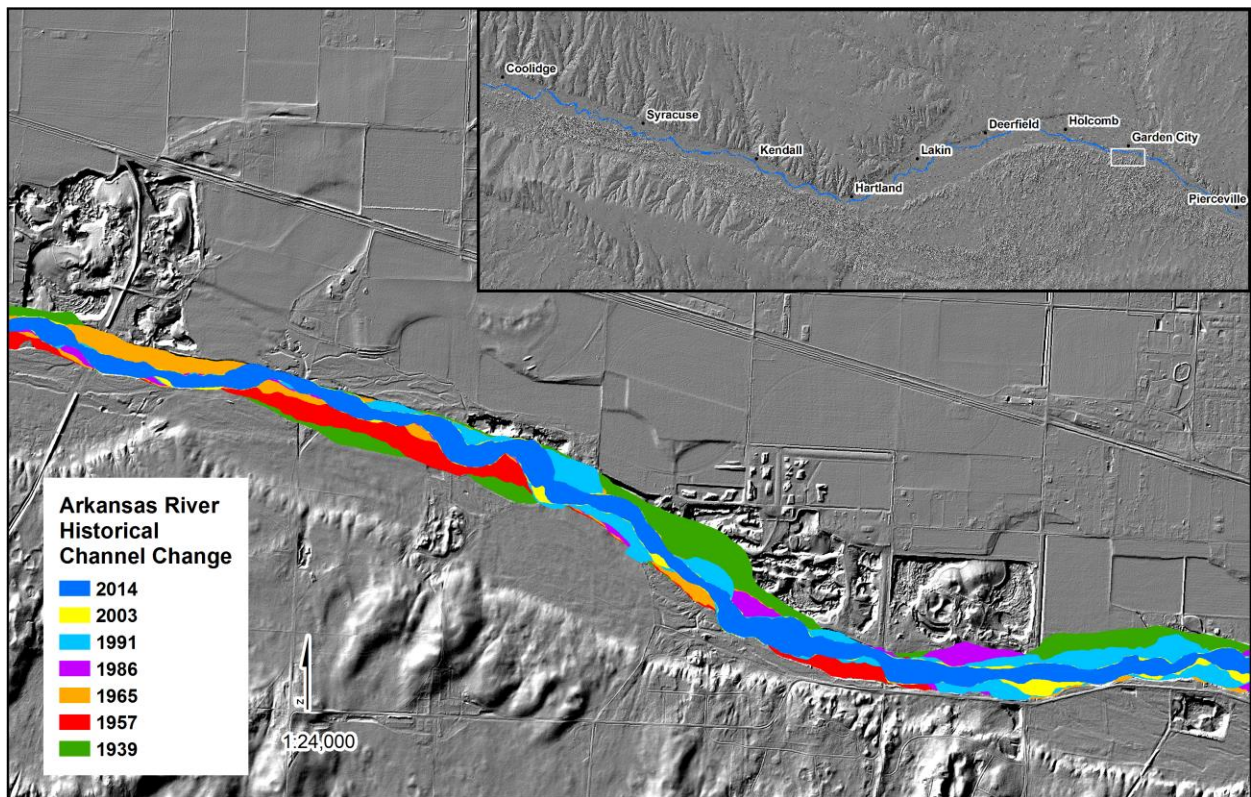 Coolidge
Syracuse
Kendall
Hartland
Lakin
Deerfield
Holcomb
Garden City
Pierceville
Arkansas River
Historical
Channel Change
2014
2003
1991
1986
1965
1957
1939
N
1:24,000